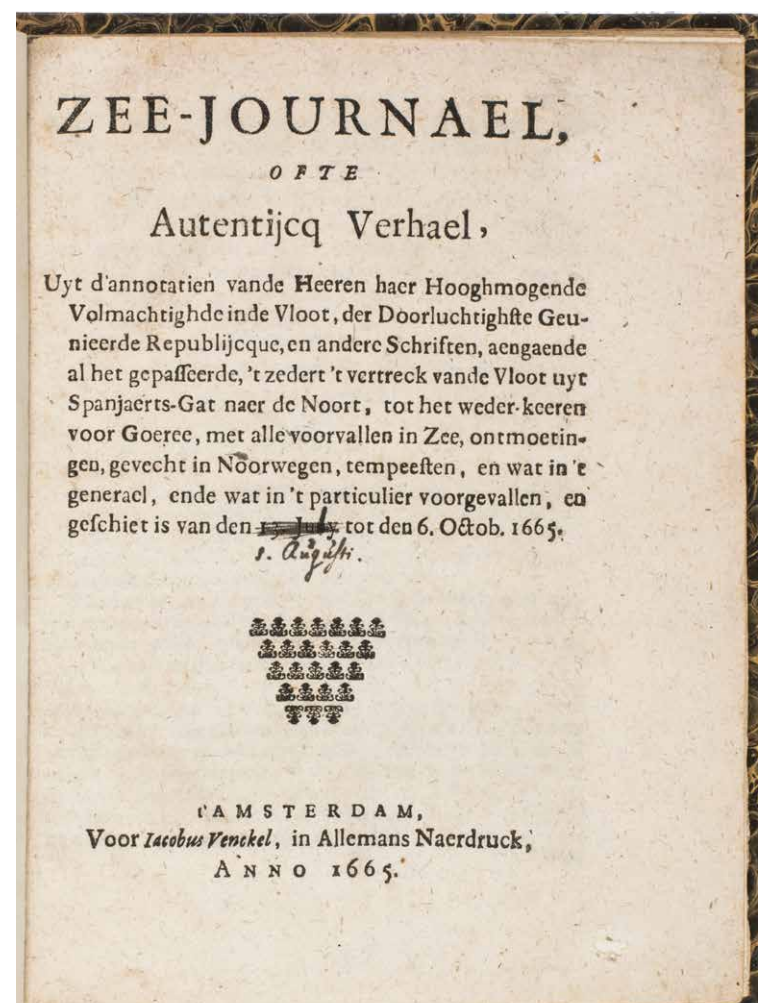 ZEE-JOURNAEL,
OFTE
Autentijcq Verhael,
Uyt d'annotatien vande Heeren haer Hooghmogende
Volmachtighde inde Vloot, der Doorluchtighſte Geu-
nieerde Republijcque, en andere Schriften, aengaende
al het gepaſſeerde, 't zedert 't vertreck vande Vloot uyt
Spanjaerts-Gat naer de Noort, tot het weder-keeren
voor Goeree, met alle voorvallen in Zee, ontmoetin-
gen, gevecht in Noorwegen, tempeeſten, en wat in 't
generael, ende wat in 't particulier voorgevallen, en
geſchiet is van den 13. July tot den 6. Octob. 1665.
8. Augusti.
t'AMSTERDAM,
Voor Iacobus Venckel, in Allemans Naerdruck,
ANNO 1665.